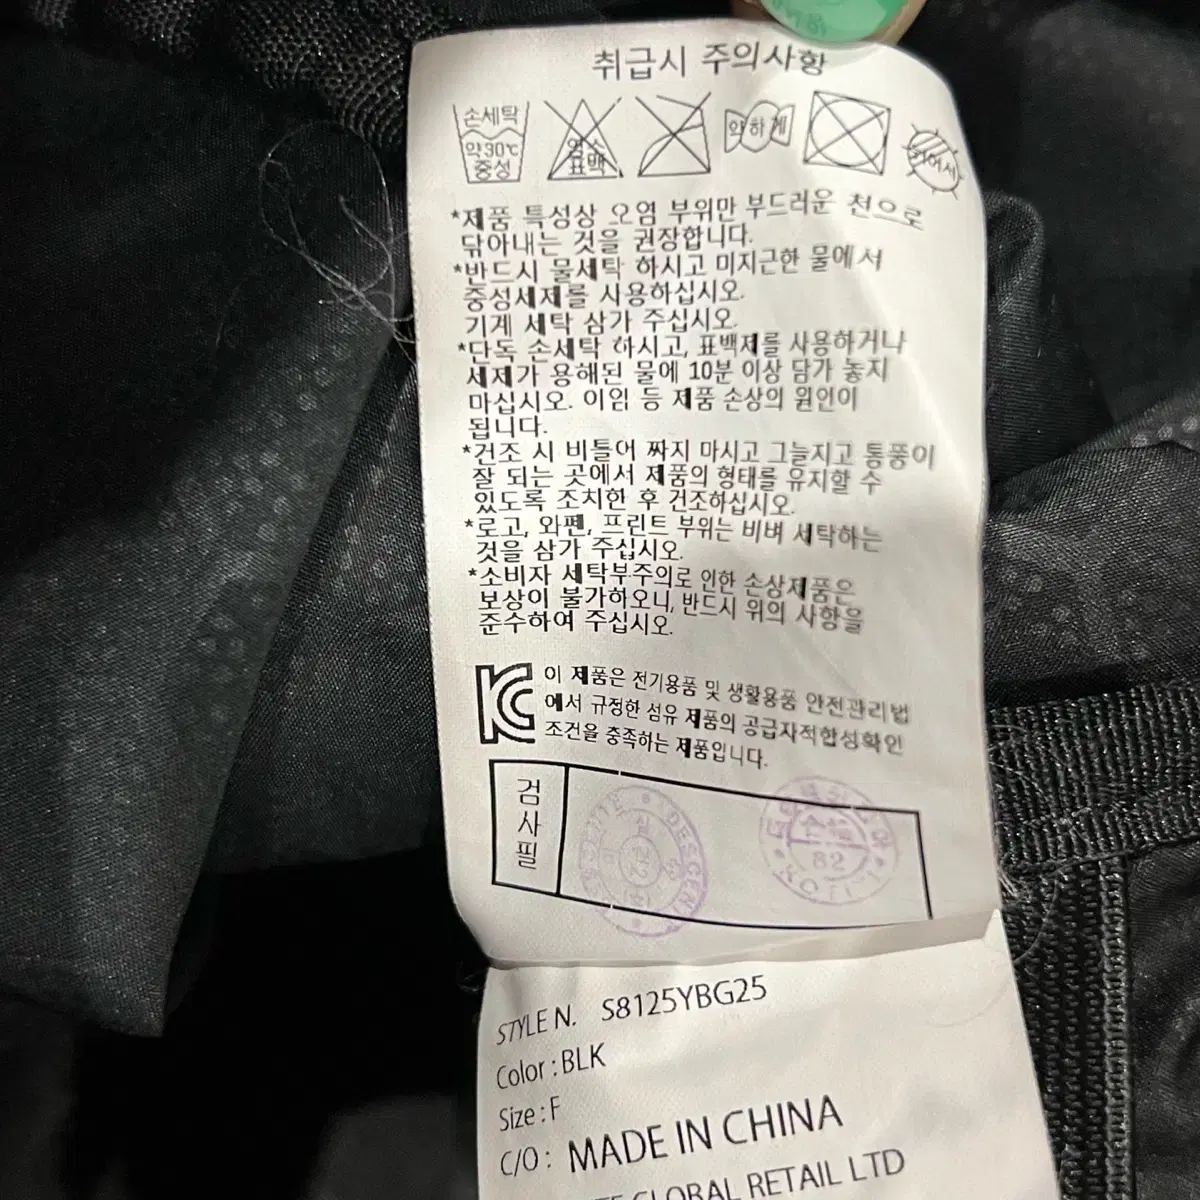 취급시 주의사항
손세탁
약30℃
중성
염소
표백
약하게
뉘어서
*제품 특성상 오염 부위만 부드러운 천으로
닦아내는 것을 권장합니다.
*반드시 물세탁 하시고 미지근한 물에서
중성세제를 사용하십시오.
기계 세탁 삼가 주십시오.
*단독 손세탁 하시고, 표백제를 사용하거나
세제가 용해된 물에 10분 이상 담가 놓지
마십시오. 이임 등 제품 손상의 원인이
됩니다.
*건조 시 비틀어 짜지 마시고 그늘지고 통풍이
잘 되는 곳에서 제품의 형태를 유지할 수
있도록 조치한 후 건조하십시오.
*로고, 와펜, 프린트 부위는 비벼 세탁하는
것을 삼가 주십시오.
*소비자 세탁부주의로 인한 손상제품은
보상이 불가하오니, 반드시 위의 사항을
준수하여 주십시오.
KC 이 제품은 전기용품 및 생활용품 안전관리법
에서 규정한 섬유 제품의 공급자적합성확인
조건을 충족하는 제품입니다.
검사필
82
STYLE N. S8125YBG25
Color : BLK
Size : F
C/O : MADE IN CHINA
GLOBAL RETAIL LTD